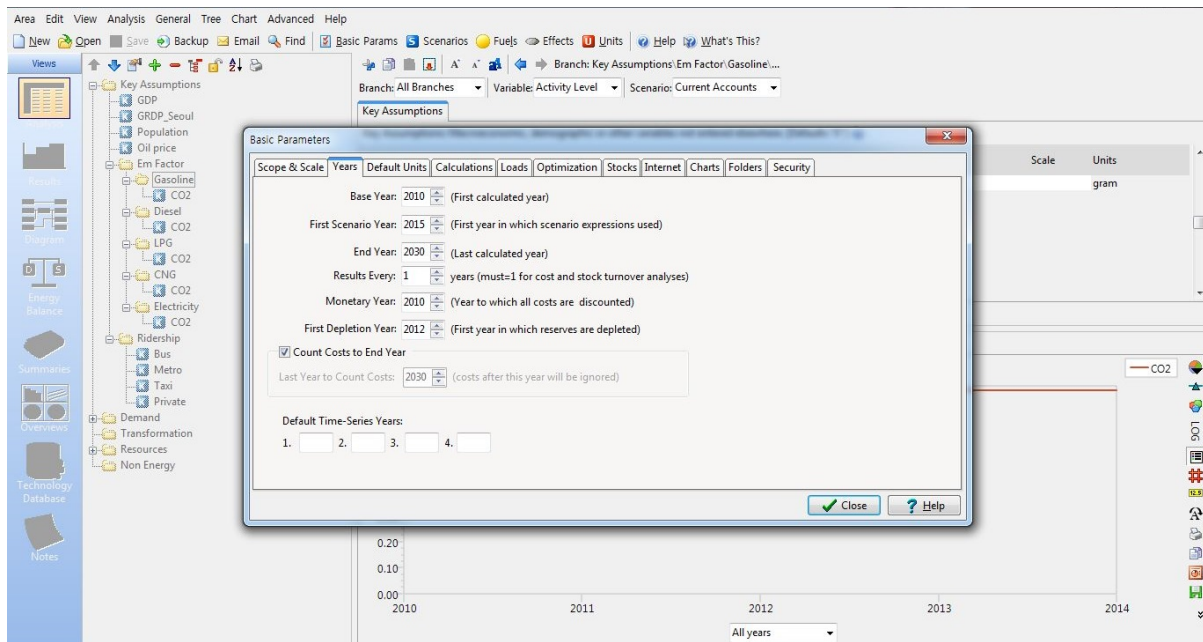 Area Edit View Analysis General Tree Chart Advanced Help
New Open Save Backup Email Find Basic Params S Scenarios Fuels Effects U Units Help What's This?
Views
Results
Diagram
Energy Balance
Summaries
Overviews
Technology Database
Notes
Key Assumptions
GDP
GRDP_Seoul
Population
Oil price
Em Factor
Gasoline
CO2
Diesel
CO2
LPG
CO2
CNG
CO2
Electricity
CO2
Ridership
Bus
Metro
Taxi
Private
Demand
Transformation
Resources
Non Energy
Branch: Key Assumptions\Em Factor\Gasoline\...
Branch: All Branches Variable: Activity Level Scenario: Current Accounts
Key Assumptions
Scale Units
gram
Basic Parameters
Scope & Scale Years Default Units Calculations Loads Optimization Stocks Internet Charts Folders Security
Base Year: 2010 (First calculated year)
First Scenario Year: 2015 (First year in which scenario expressions used)
End Year: 2030 (Last calculated year)
Results Every: 1 years (must=1 for cost and stock turnover analyses)
Monetary Year: 2010 (Year to which all costs are discounted)
First Depletion Year: 2012 (First year in which reserves are depleted)
Count Costs to End Year
Last Year to Count Costs: 2030 (costs after this year will be ignored)
Default Time-Series Years:
1. 2. 3. 4.
Close Help
CO2
LOG
12.5
0.20
0.00
2010 2011 2012 2013 2014
All years